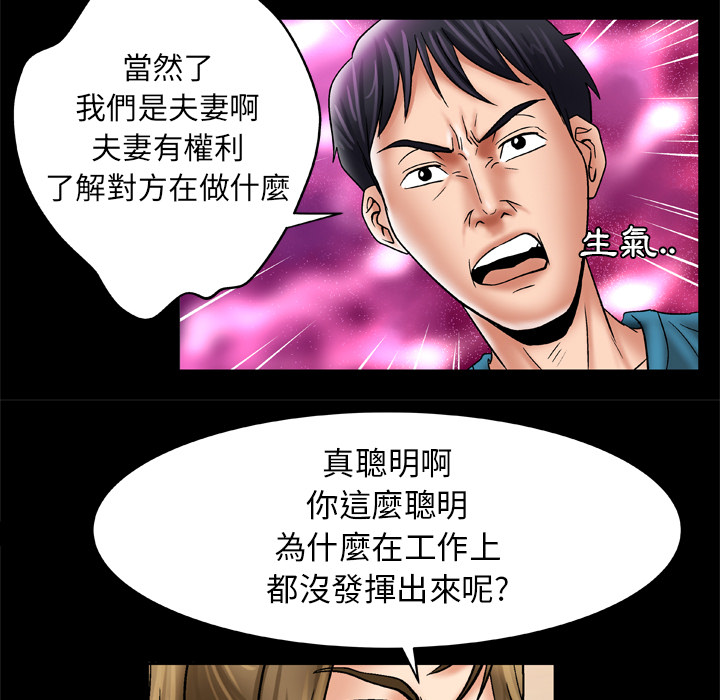 當然了
我們是夫妻啊
夫妻有權利
了解對方在做什麼
生氣..
真聰明啊
你這麼聰明
為什麼在工作上
都沒發揮出來呢?